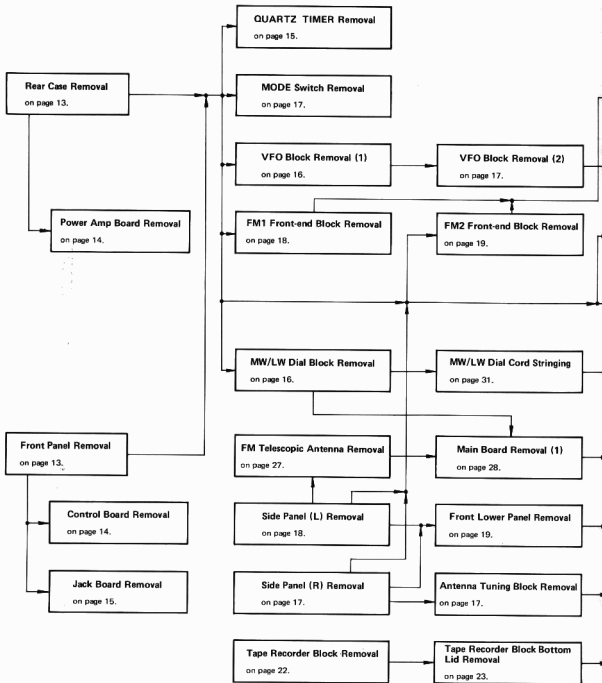 QUARTZ TIMER Removal
on page 15.
Rear Case Removal
on page 13.
MODE Switch Removal
on page 17.
VFO Block Removal (1)
on page 16.
VFO Block Removal (2)
on page 17.
Power Amp Board Removal
on page 14.
FM1 Front-end Block Removal
on page 18.
FM2 Front-end Block Removal
on page 19.
MW/LW Dial Block Removal
on page 16.
MW/LW Dial Cord Stringing
on page 31.
Front Panel Removal
on page 13.
FM Telescopic Antenna Removal
on page 27.
Main Board Removal (1)
on page 28.
Control Board Removal
on page 14.
Side Panel (L) Removal
on page 18.
Front Lower Panel Removal
on page 19.
Jack Board Removal
on page 15.
Side Panel (R) Removal
on page 17.
Antenna Tuning Block Removal
on page 17.
Tape Recorder Block Removal
on page 22.
Tape Recorder Block Bottom
Lid Removal
on page 23.